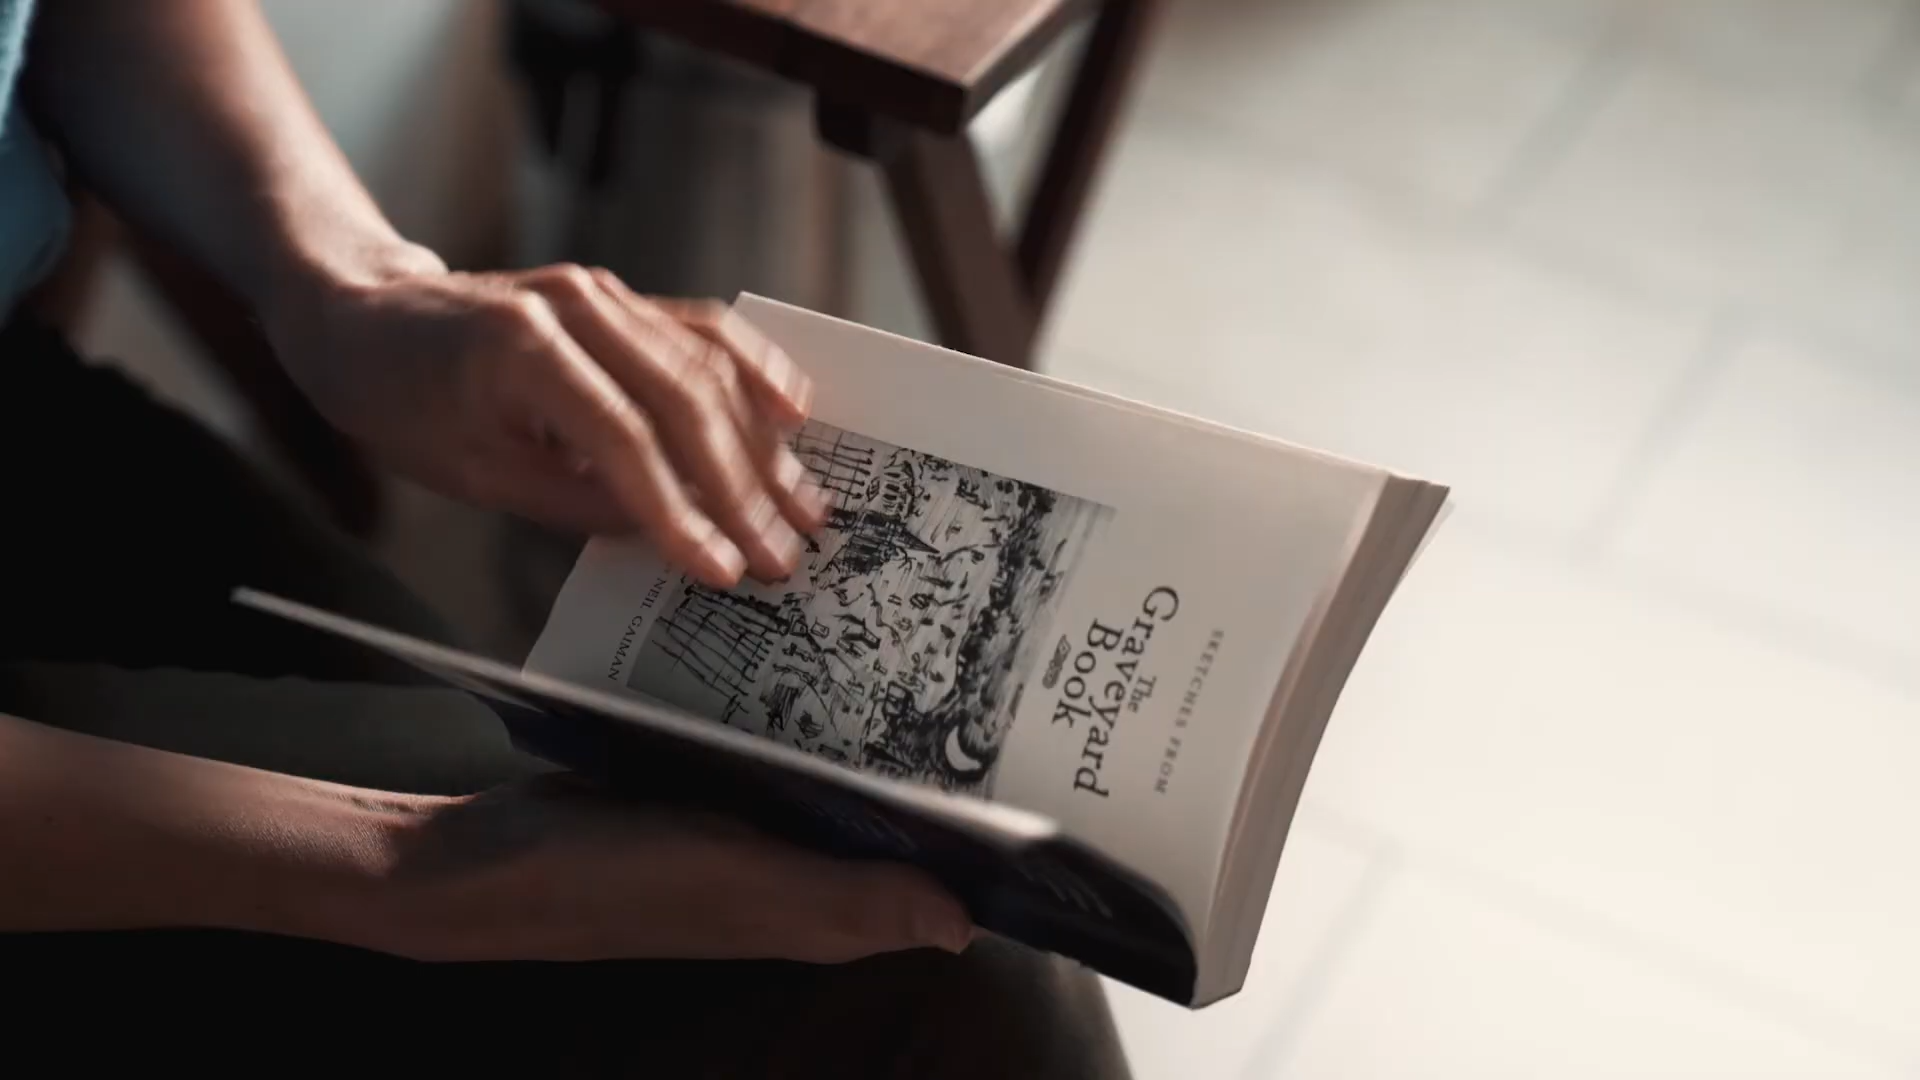 SKETCHES FROM
The
Graveyard
Book
NEIL GAIMAN